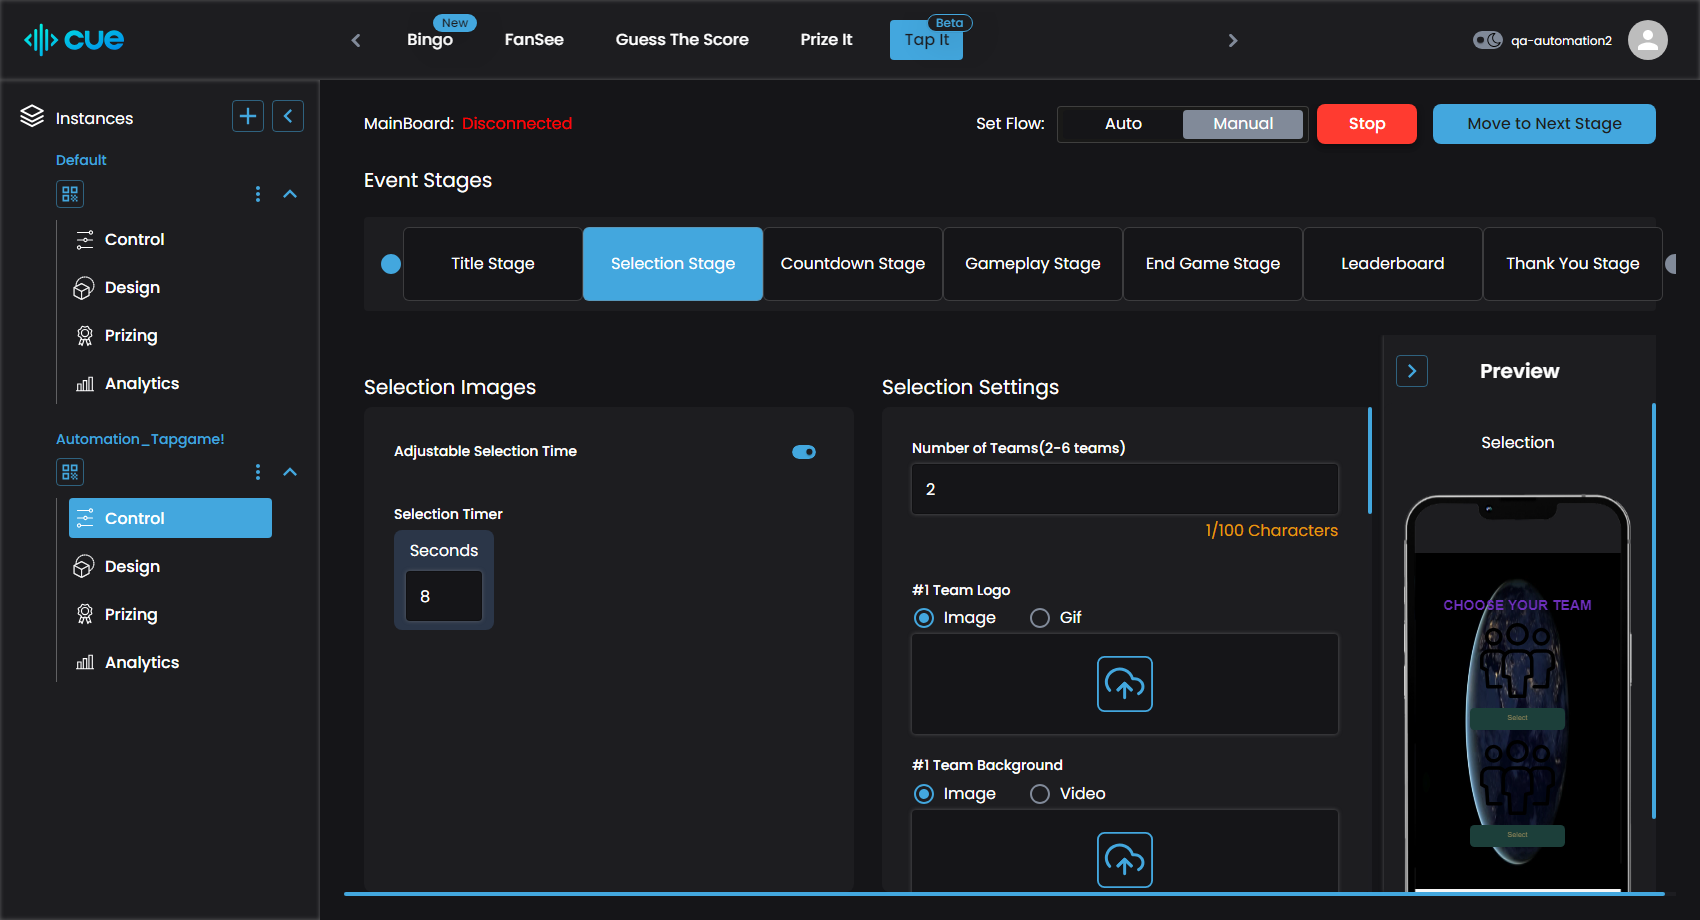 cue
Bingo
New
FanSee
Guess The Score
Prize It
Tap It
Beta
qa-automation2
Instances
Default
Control
Design
Prizing
Analytics
Automation_Tapgame!
Control
Design
Prizing
Analytics
MainBoard: Disconnected
Set Flow:
Auto
Manual
Stop
Move to Next Stage
Event Stages
Title Stage
Selection Stage
Countdown Stage
Gameplay Stage
End Game Stage
Leaderboard
Thank You Stage
Selection Images
Adjustable Selection Time
Selection Timer
Seconds
8
Selection Settings
Number of Teams(2-6 teams)
2
1/100 Characters
#1 Team Logo
Image
Gif
#1 Team Background
Image
Video
Preview
Selection
CHOOSE YOUR TEAM
Select
Select